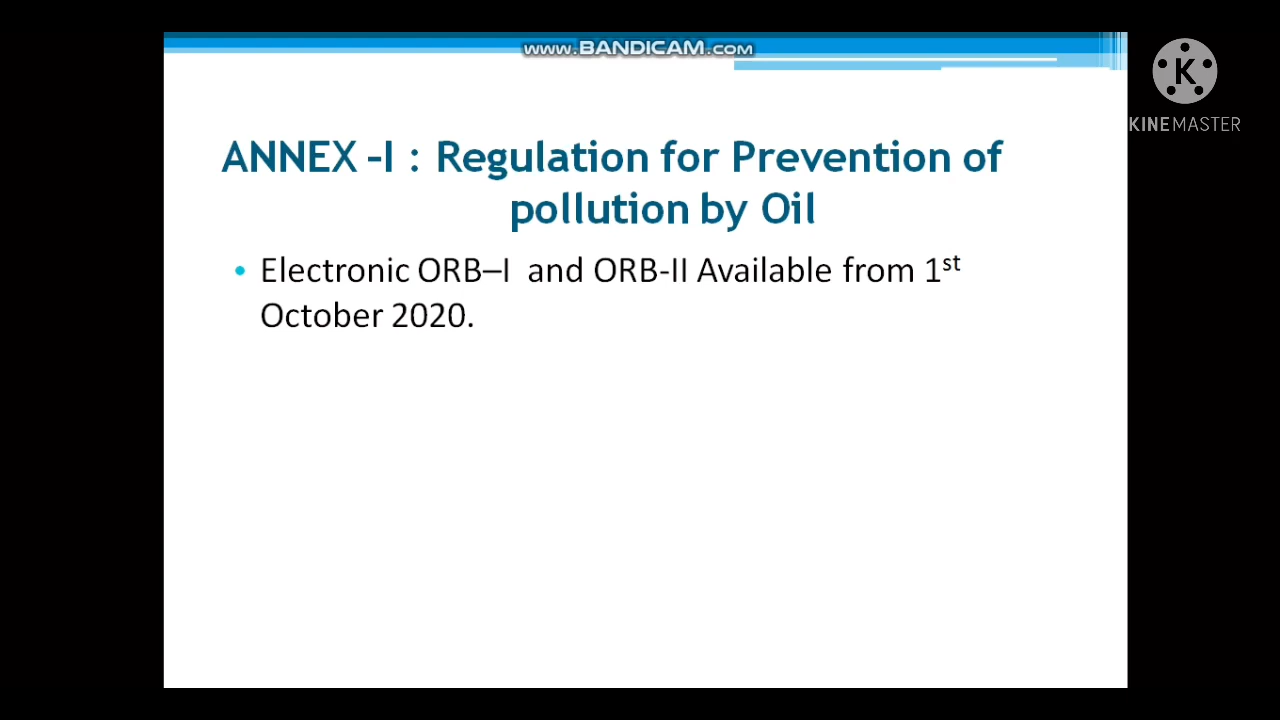 www.BANDICAM.com
K
KINEMASTER
ANNEX –I : Regulation for Prevention of
pollution by Oil
• Electronic ORB–I and ORB-II Available from 1st
October 2020.